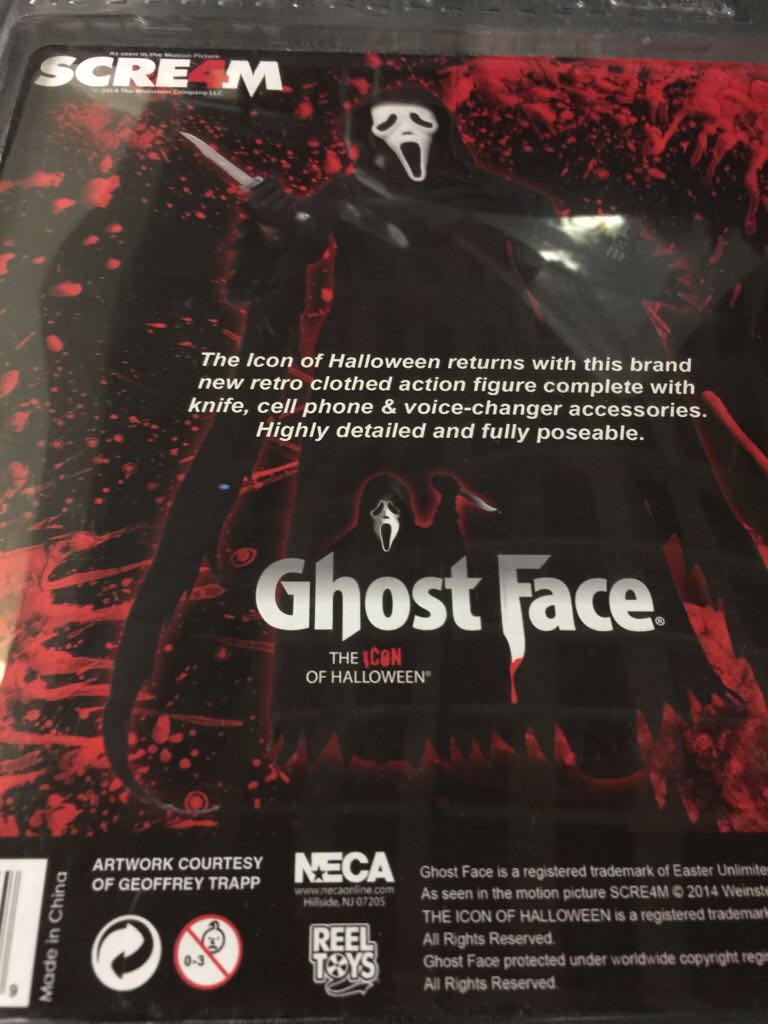 As seen in the Motion Picture
SCRE4M
© 2014 The Weinstein Company LLC
The Icon of Halloween returns with this brand
new retro clothed action figure complete with
knife, cell phone & voice-changer accessories.
Highly detailed and fully poseable.
Ghost Face®
THE ICON
OF HALLOWEEN®
9
Made in China
ARTWORK COURTESY
OF GEOFFREY TRAPP
0-3
NECA
www.necaonline.com
Hillside, NJ 07205
REEL
TOYS
Ghost Face is a registered trademark of Easter Unlimite
As seen in the motion picture SCRE4M © 2014 Weinste
THE ICON OF HALLOWEEN is a registered trademark
All Rights Reserved.
Ghost Face protected under worldwide copyright regi
All Rights Reserved.